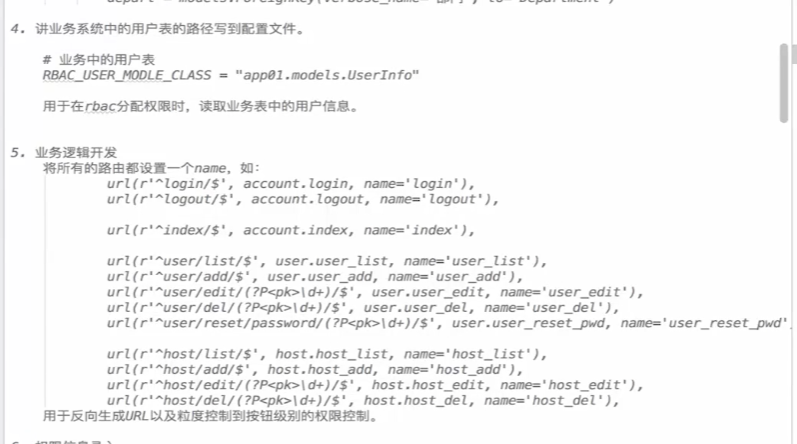 depart = models.ForeignKey(verbose_name='部门', to='Department')
4. 讲业务系统中的用户表的路径写到配置文件。
# 业务中的用户表
RBAC_USER_MODLE_CLASS = "app01.models.UserInfo"
用于在rbac分配权限时，读取业务表中的用户信息。
5. 业务逻辑开发
将所有的路由都设置一个name，如：
url(r'^login/$', account.login, name='login'),
url(r'^logout/$', account.logout, name='logout'),
url(r'^index/$', account.index, name='index'),
url(r'^user/list/$', user.user_list, name='user_list'),
url(r'^user/add/$', user.user_add, name='user_add'),
url(r'^user/edit/(?P<pk>\d+)/$', user.user_edit, name='user_edit'),
url(r'^user/del/(?P<pk>\d+)/$', user.user_del, name='user_del'),
url(r'^user/reset/password/(?P<pk>\d+)/$', user.user_reset_pwd, name='user_reset_pwd'
url(r'^host/list/$', host.host_list, name='host_list'),
url(r'^host/add/$', host.host_add, name='host_add'),
url(r'^host/edit/(?P<pk>\d+)/$', host.host_edit, name='host_edit'),
url(r'^host/del/(?P<pk>\d+)/$', host.host_del, name='host_del'),
用于反向生成URL以及粒度控制到按钮级别的权限控制。